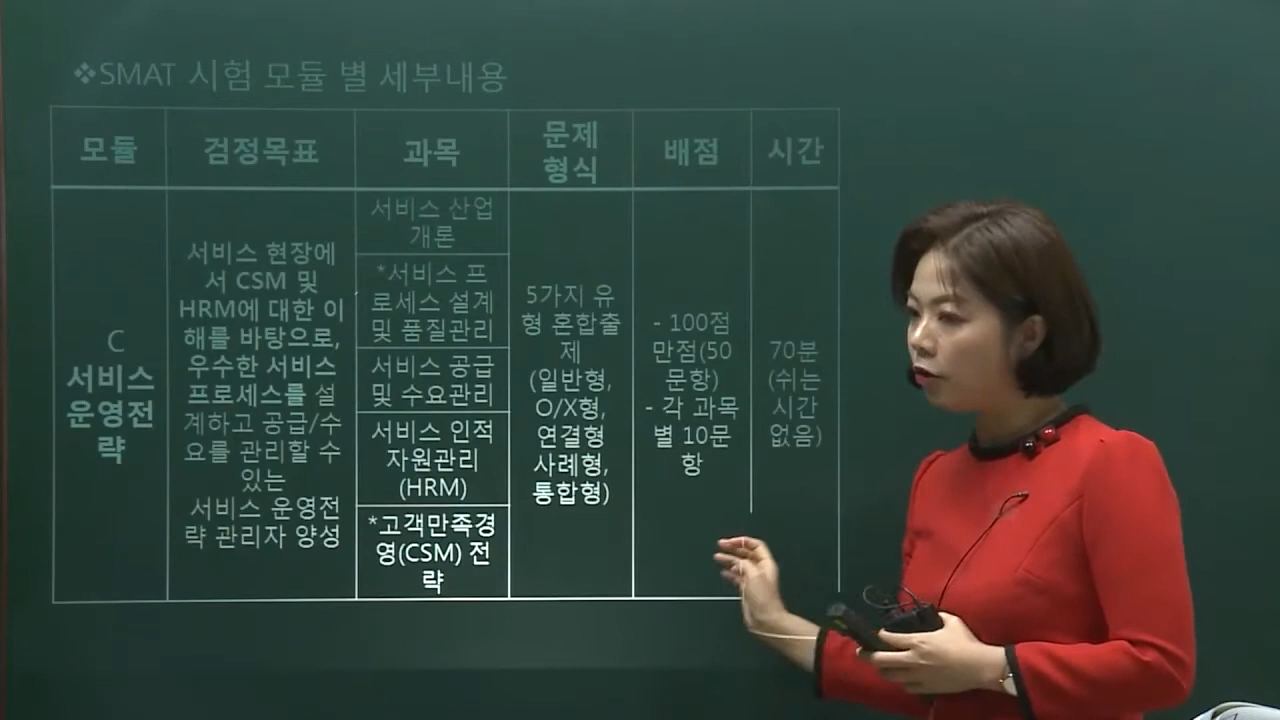 ❖SMAT 시험 모듈 별 세부내용
모듈
검정목표
과목
문제
형식
배점
시간
C
서비스
운영전
략
서비스 현장에
서 CSM 및
HRM에 대한 이
해를 바탕으로,
우수한 서비스
프로세스를 설
계하고 공급/수
요를 관리할 수
있는
서비스 운영전
략 관리자 양성
서비스 산업
개론
*서비스 프
로세스 설계
및 품질관리
서비스 공급
및 수요관리
서비스 인적
자원관리
(HRM)
*고객만족경
영(CSM) 전
략
5가지 유
형 혼합출
제
(일반형,
O/X형,
연결형
사례형,
통합형)
- 100점
만점(50
문항)
- 각 과목
별 10문
항
70분
(쉬는
시간
없음)